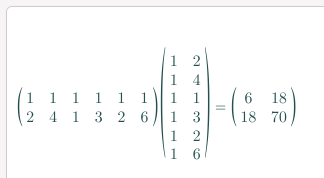 ( 1 1 1 1 1 1 ) ( 1 2 ) = ( 6 18 )
( 2 4 1 3 2 6 ) ( 1 4 ) ( 18 70 )
( 1 1 )
( 1 3 )
( 1 2 )
( 1 6 )